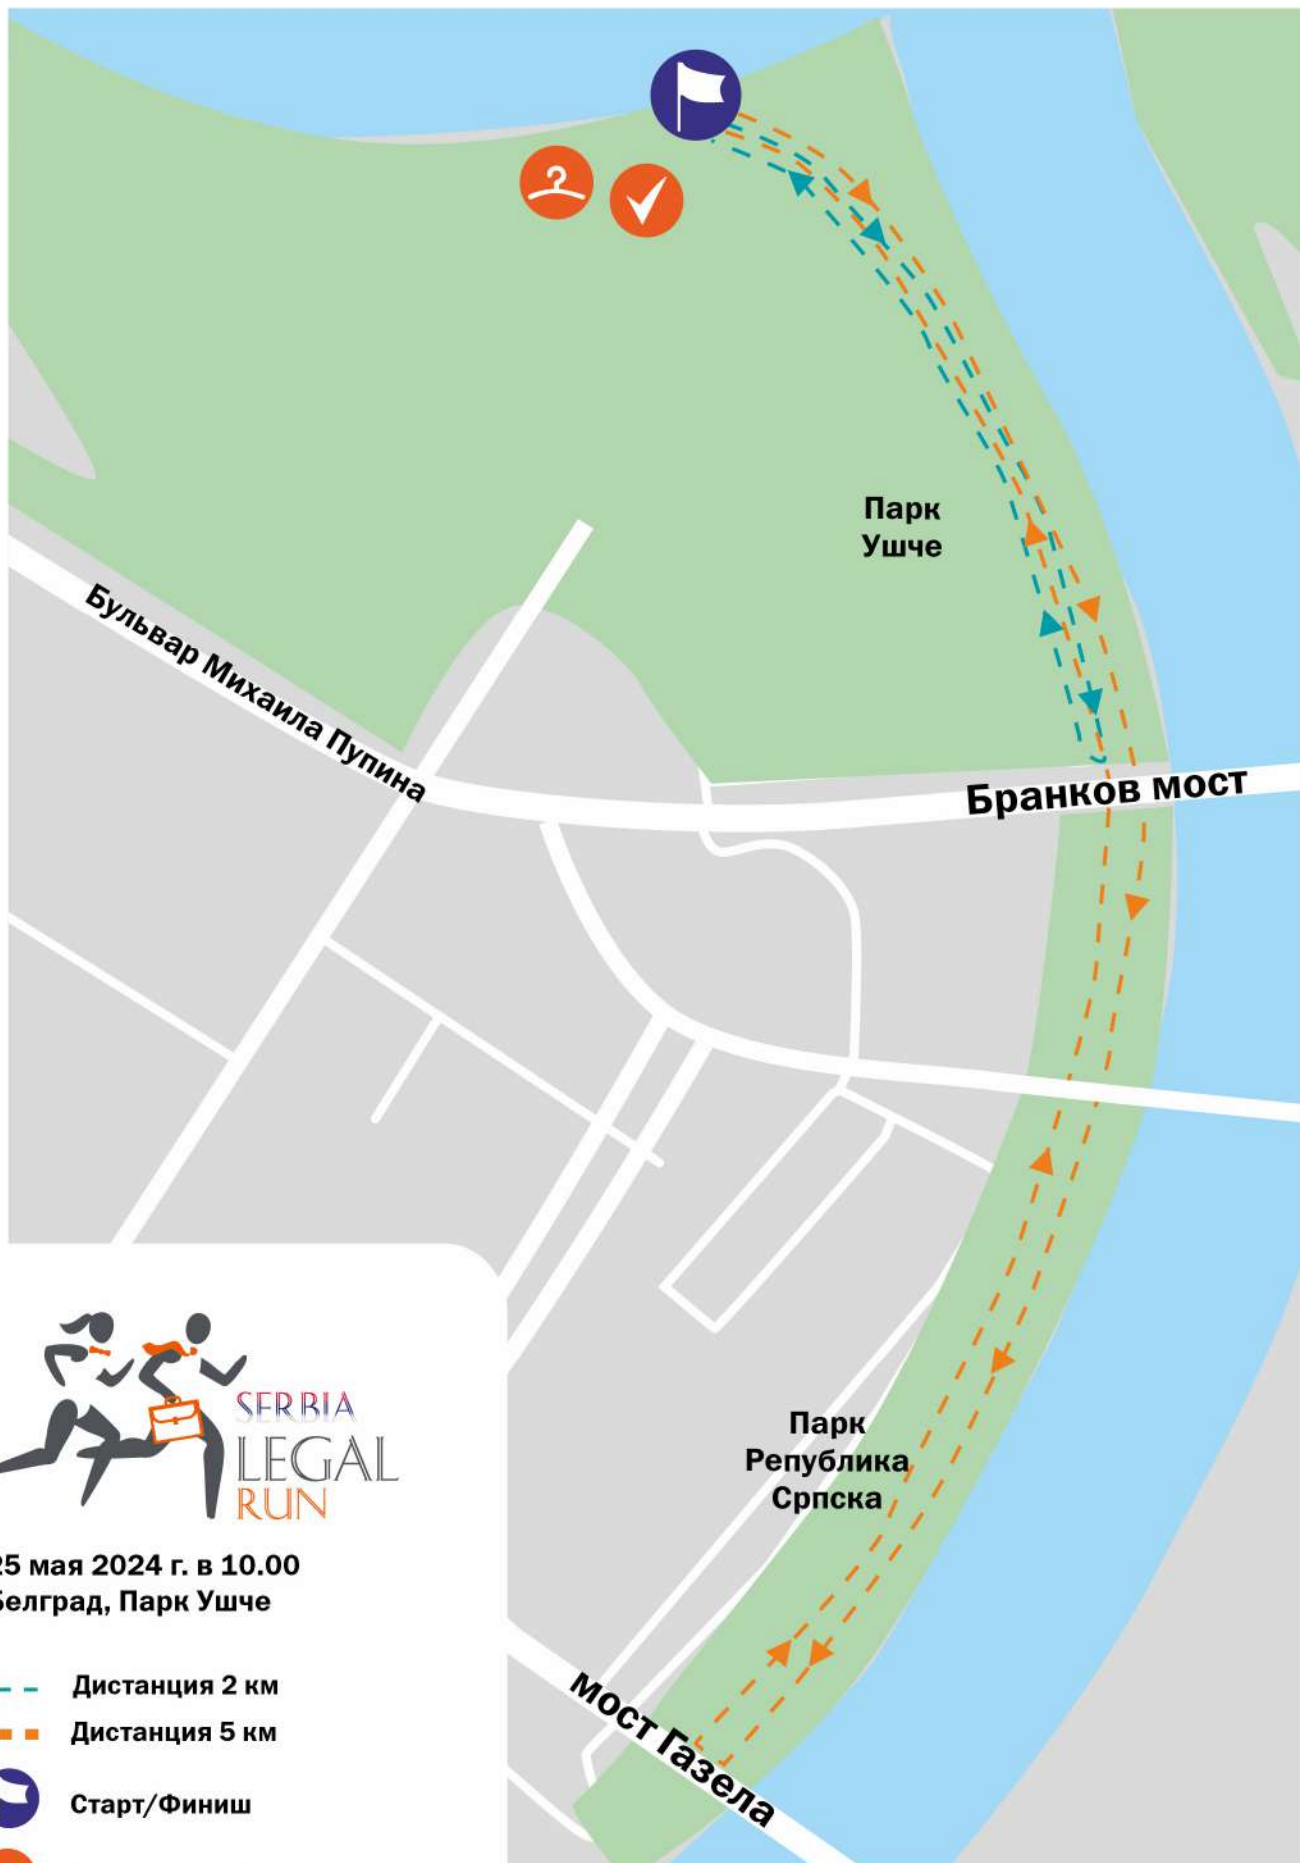 Парк
Ушче
Бульвар Михаила Пупина
Бранков мост
Парк
Република
Српска
мост Газела
SERBIA
LEGAL
RUN
25 мая 2024 г. в 10.00
Белград, Парк Ушче
Дистанция 2 км
Дистанция 5 км
Старт/Финиш